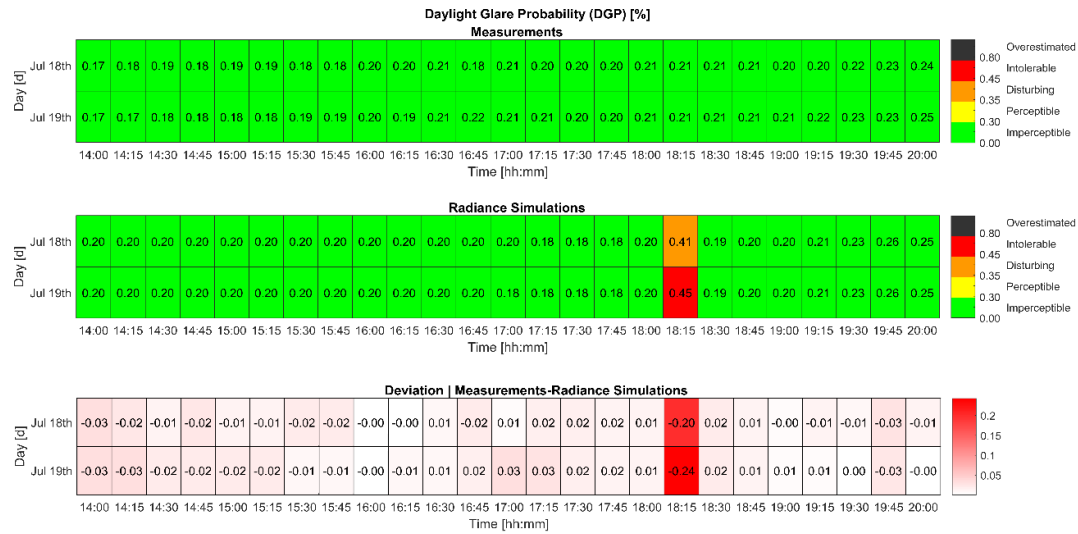 Daylight Glare Probability (DGP) [%]
Measurements
Day [d]
Jul 18th 0.17 0.18 0.19 0.18 0.19 0.19 0.18 0.18 0.20 0.20 0.21 0.18 0.21 0.20 0.20 0.20 0.21 0.21 0.21 0.21 0.20 0.20 0.22 0.23 0.24
Jul 19th 0.17 0.17 0.18 0.18 0.18 0.18 0.19 0.19 0.20 0.19 0.21 0.22 0.21 0.21 0.20 0.20 0.21 0.21 0.21 0.21 0.21 0.22 0.23 0.23 0.25
14:00 14:15 14:30 14:45 15:00 15:15 15:30 15:45 16:00 16:15 16:30 16:45 17:00 17:15 17:30 17:45 18:00 18:15 18:30 18:45 19:00 19:15 19:30 19:45 20:00
Time [hh:mm]
Overestimated
0.80
Intolerable
0.45
Disturbing
0.35
Perceptible
0.30
Imperceptible
0.00
Radiance Simulations
Day [d]
Jul 18th 0.20 0.20 0.20 0.20 0.20 0.20 0.20 0.20 0.20 0.20 0.20 0.20 0.20 0.18 0.18 0.18 0.20 0.41 0.19 0.20 0.20 0.21 0.23 0.26 0.25
Jul 19th 0.20 0.20 0.20 0.20 0.20 0.20 0.20 0.20 0.20 0.20 0.20 0.20 0.18 0.18 0.18 0.18 0.20 0.45 0.19 0.20 0.20 0.21 0.23 0.26 0.25
14:00 14:15 14:30 14:45 15:00 15:15 15:30 15:45 16:00 16:15 16:30 16:45 17:00 17:15 17:30 17:45 18:00 18:15 18:30 18:45 19:00 19:15 19:30 19:45 20:00
Time [hh:mm]
Overestimated
0.80
Intolerable
0.45
Disturbing
0.35
Perceptible
0.30
Imperceptible
0.00
Deviation | Measurements-Radiance Simulations
Day [d]
Jul 18th -0.03 -0.02 -0.01 -0.02 -0.01 -0.01 -0.02 -0.02 -0.00 -0.00 0.01 -0.02 0.01 0.02 0.02 0.02 0.01 -0.20 0.02 0.01 -0.00 -0.01 -0.01 -0.03 -0.01
Jul 19th -0.03 -0.03 -0.02 -0.02 -0.02 -0.02 -0.01 -0.01 -0.00 -0.01 0.01 0.02 0.03 0.03 0.02 0.02 0.01 -0.24 0.02 0.01 0.01 0.01 0.00 -0.03 -0.00
14:00 14:15 14:30 14:45 15:00 15:15 15:30 15:45 16:00 16:15 16:30 16:45 17:00 17:15 17:30 17:45 18:00 18:15 18:30 18:45 19:00 19:15 19:30 19:45 20:00
Time [hh:mm]
0.2
0.15
0.1
0.05